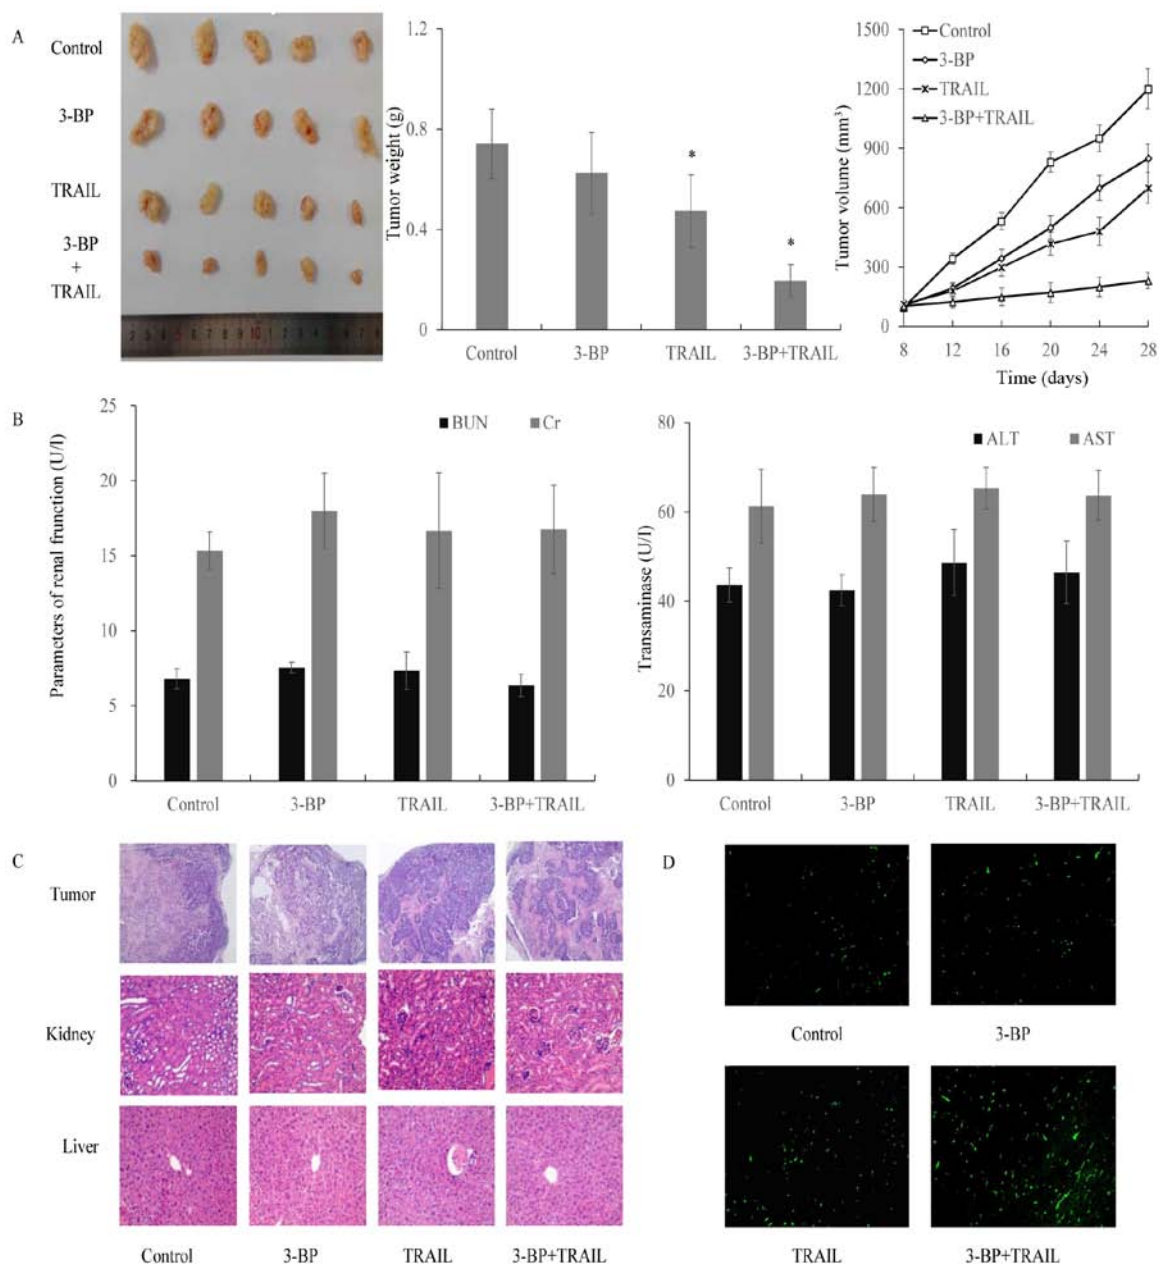 A
Control
3-BP
TRAIL
3-BP
+
TRAIL
10
Tumor weight (g)
1.2
0.8
0.4
0
*
*
Control 3-BP TRAIL 3-BP+TRAIL
Tumor volume (mm³)
1500
1200
900
600
300
0
Control
3-BP
TRAIL
3-BP+TRAIL
8 12 16 20 24 28
Time (days)
B
Parameters of renal frunction (U/l)
25
20
15
10
5
0
BUN Cr
Control 3-BP TRAIL 3-BP+TRAIL
Transaminase (U/l)
80
60
40
20
0
ALT AST
Control 3-BP TRAIL 3-BP+TRAIL
C
Tumor
Kidney
Liver
Control 3-BP TRAIL 3-BP+TRAIL
D
Control 3-BP
TRAIL 3-BP+TRAIL